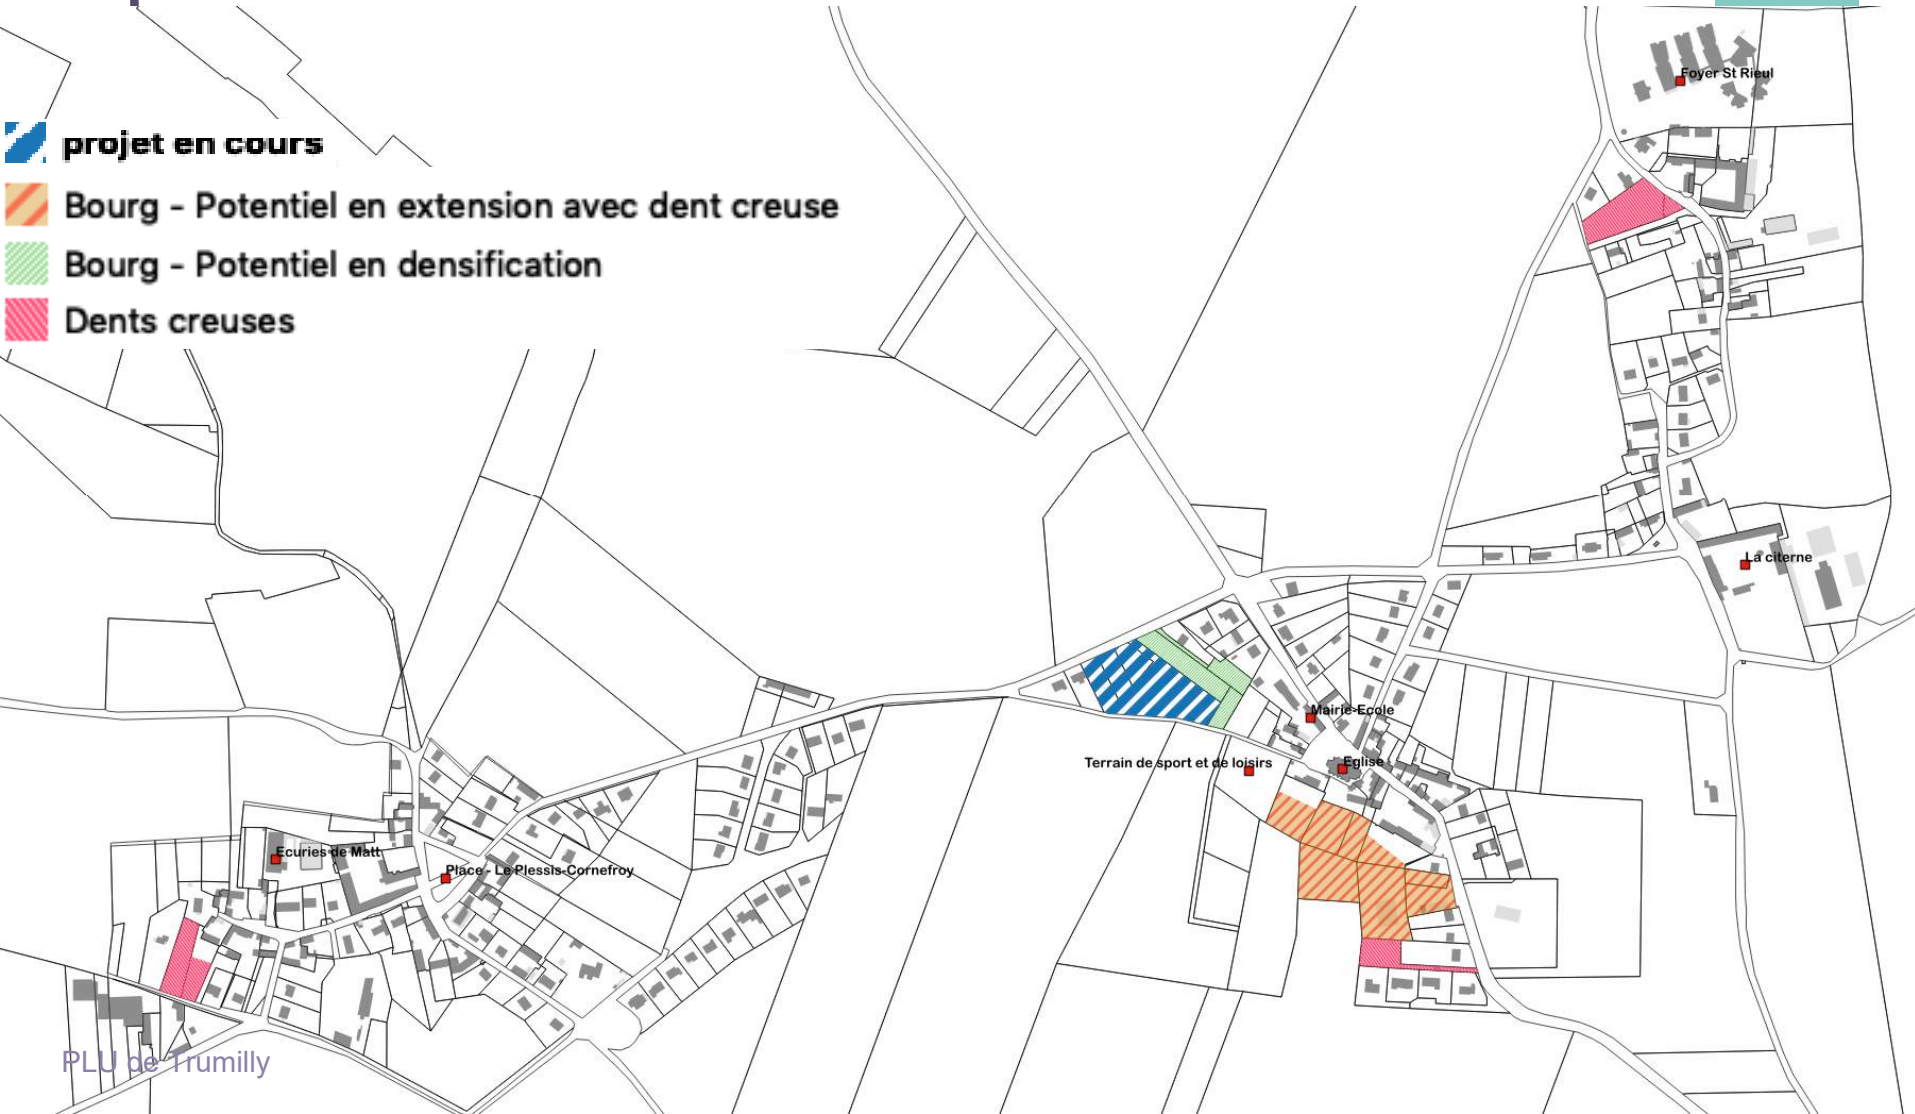 Foyer St Rieul
projet en cours
Bourg - Potentiel en extension avec dent creuse
Bourg - Potentiel en densification
Dents creuses
La citerne
Mairie-Ecole
Terrain de sport et de loisirs
Eglise
Ecuries de Matt
Place - Le Plessis-Cornefroy
PLU de Trumilly